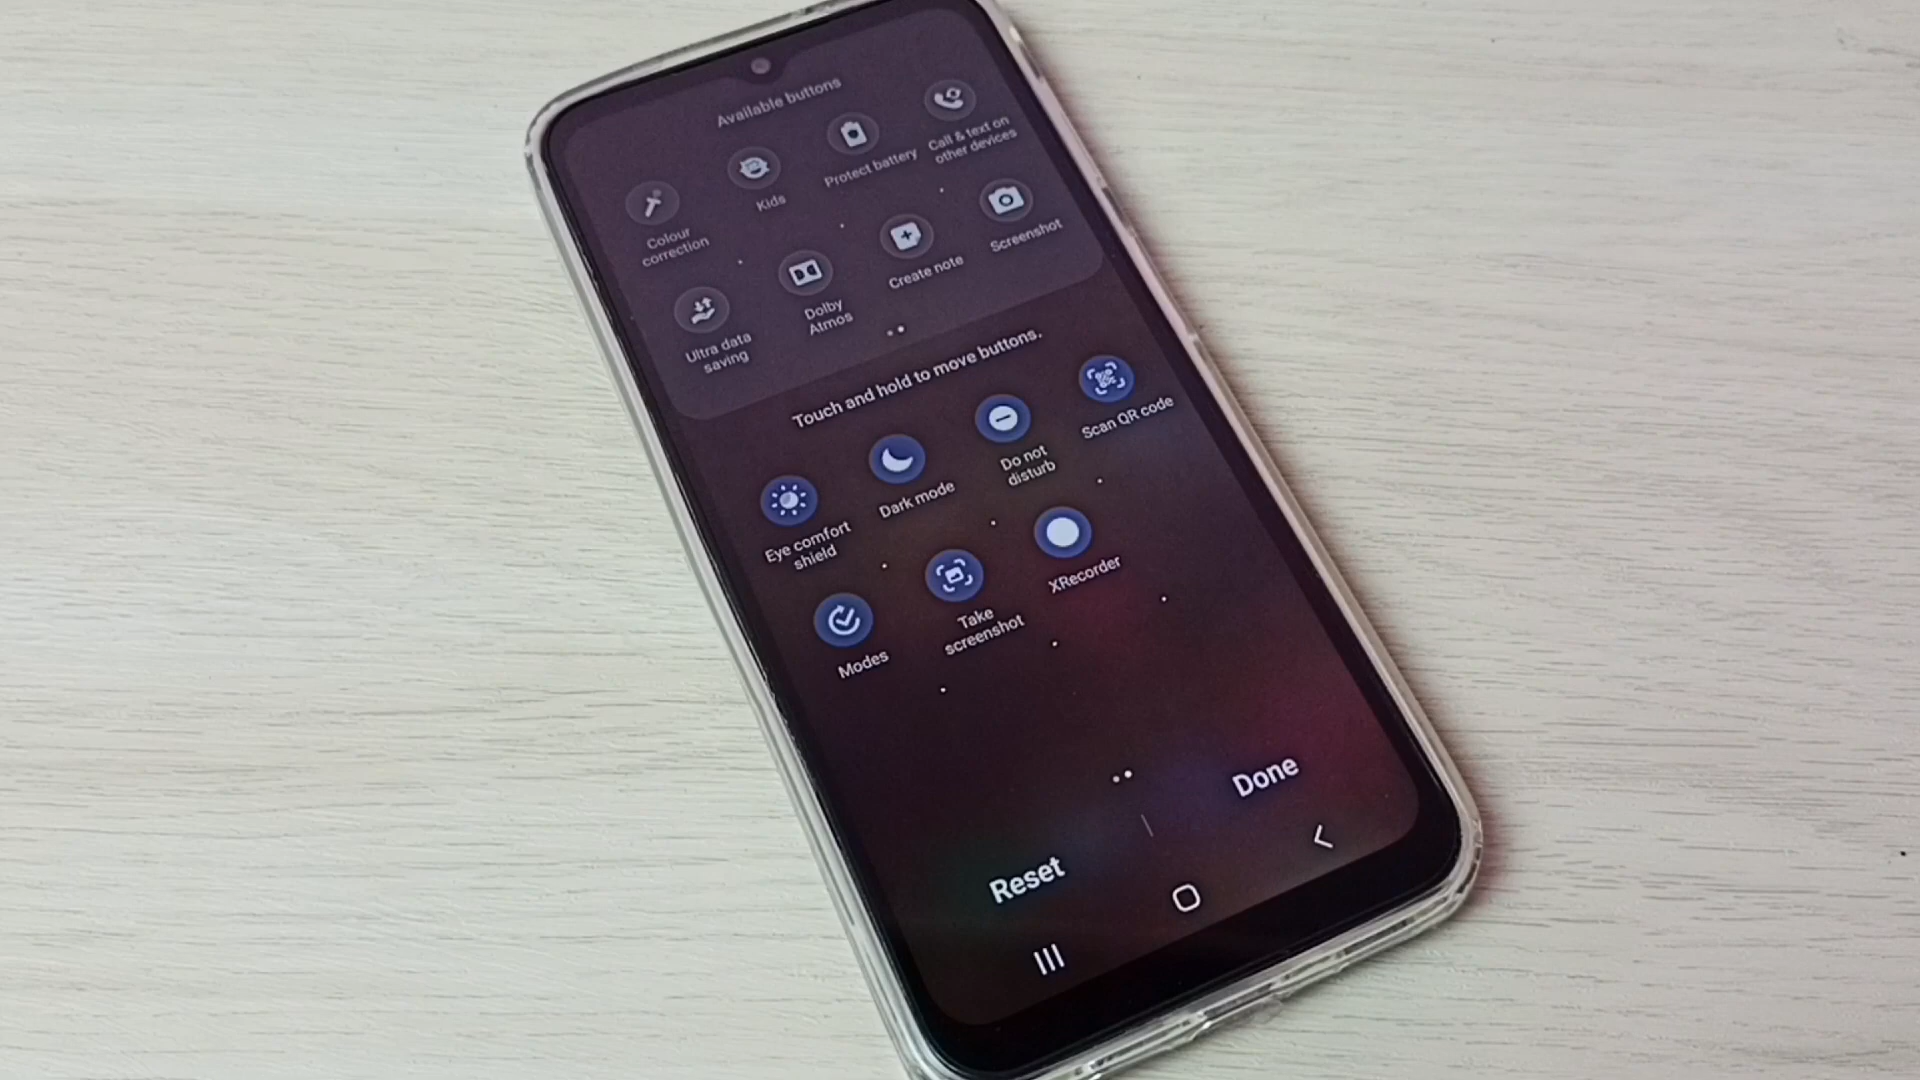 Available buttons
Colour
correction
Kids
Protect battery
Call & text on
other devices
Ultra data
saving
Dolby
Atmos
Create note
Screenshot
Touch and hold to move buttons.
Eye comfort
shield
Dark mode
Do not
disturb
Scan QR code
Modes
Take
screenshot
XRecorder
Reset
Done